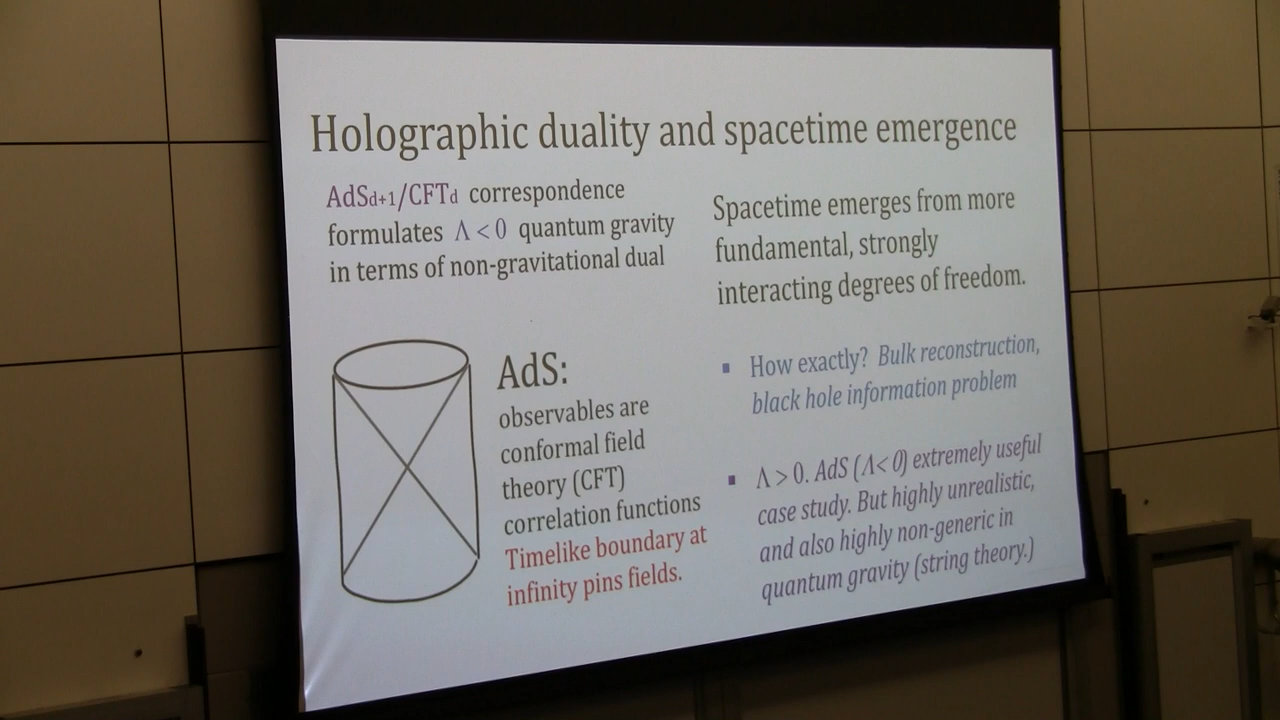 Holographic duality and spacetime emergence
AdSd+1/CFTd correspondence
formulates Λ < 0 quantum gravity
in terms of non-gravitational dual
AdS:
observables are
conformal field
theory (CFT)
correlation functions
Timelike boundary at
infinity pins fields.
Spacetime emerges from more
fundamental, strongly
interacting degrees of freedom.
▪ How exactly? Bulk reconstruction,
black hole information problem
▪ Λ > 0. AdS (Λ< 0) extremely useful
case study. But highly unrealistic,
and also highly non-generic in
quantum gravity (string theory.)